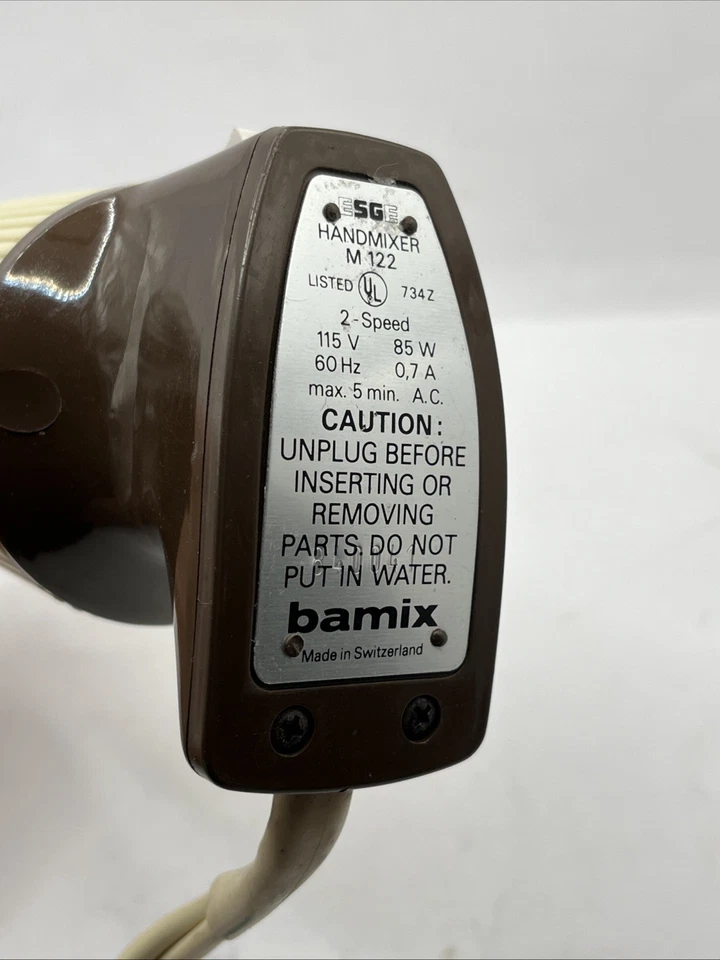 ESGE
HANDMIXER
M 122
LISTED UL 734Z
2-Speed
115 V 85 W
60 Hz 0,7 A
max. 5 min. A.C.
CAUTION:
UNPLUG BEFORE
INSERTING OR
REMOVING
PARTS. DO NOT
PUT IN WATER.
bamix
Made in Switzerland